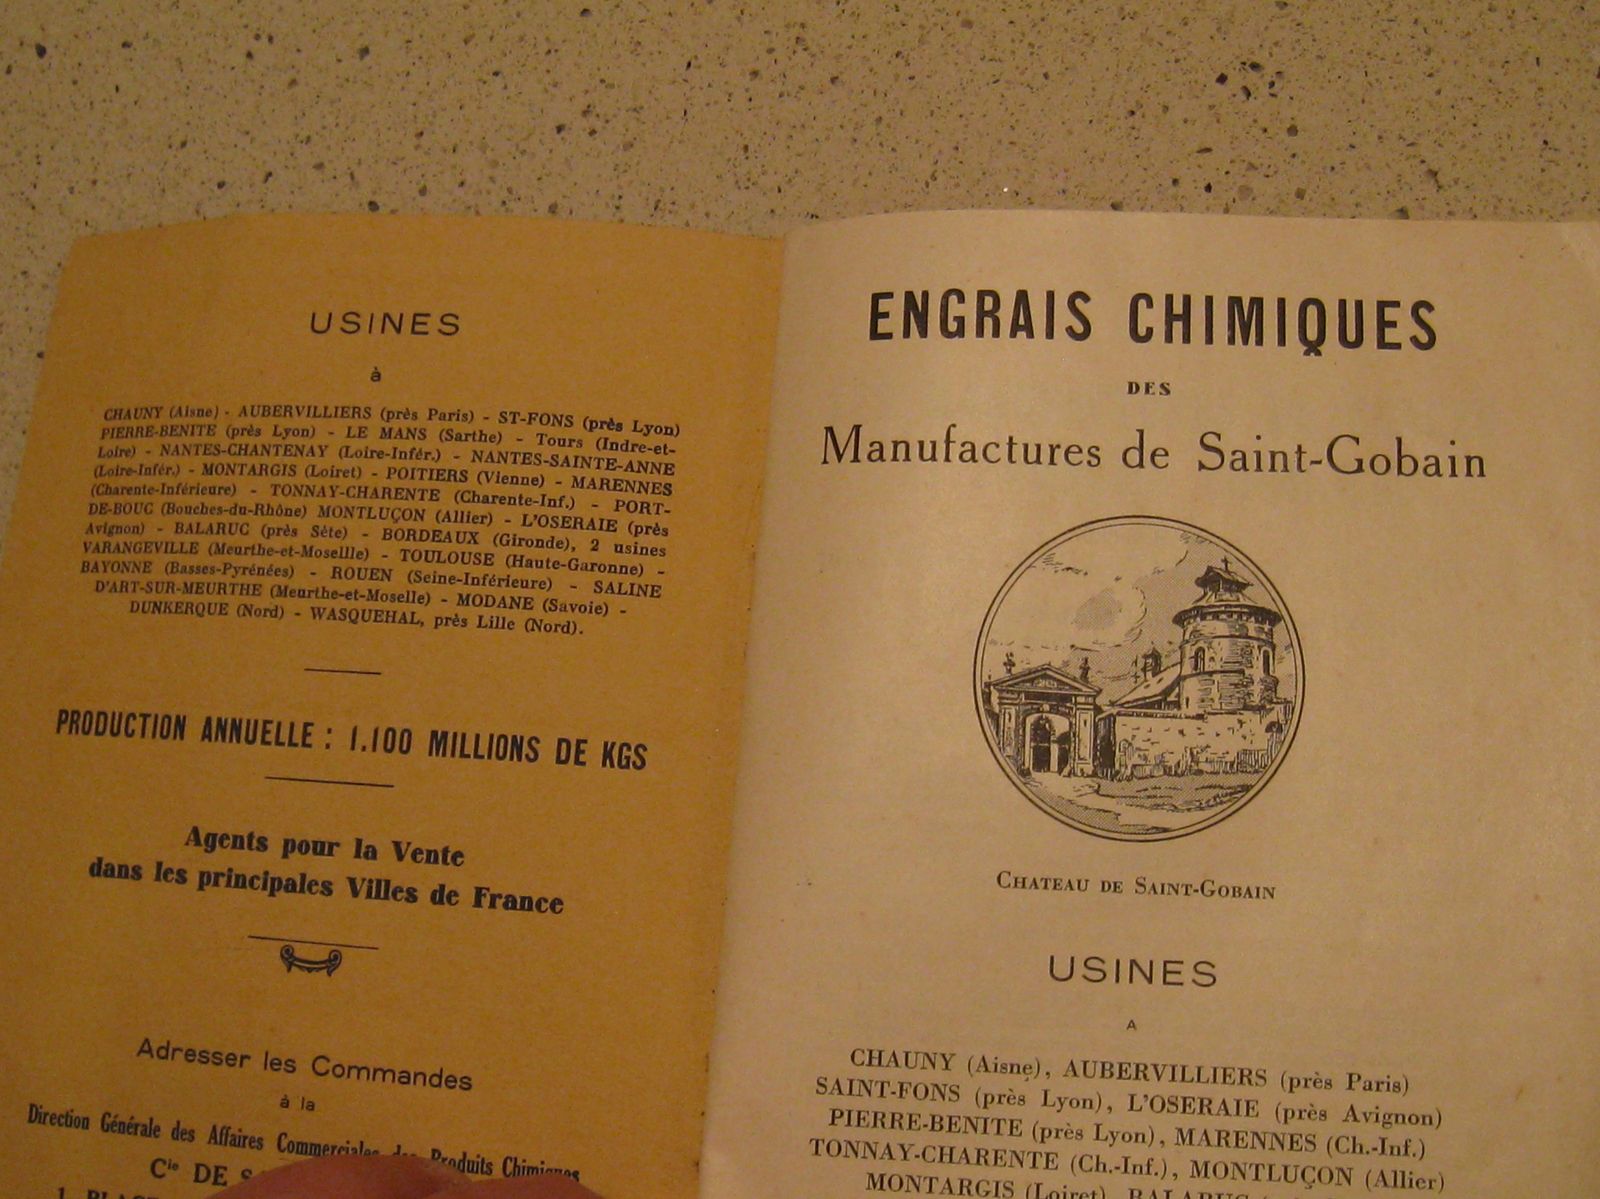 USINES
à
CHAUNY (Aisne) - AUBERVILLIERS (près Paris) - ST-FONS (près Lyon)
PIERRE-BENITE (près Lyon) - LE MANS (Sarthe) - Tours (Indre-et-
Loire) - NANTES-CHANTENAY (Loire-Infér.) - NANTES-SAINTE-ANNE
(Loire-Infér.) - MONTARGIS (Loiret) - POITIERS (Vienne) - MARENNES
(Charente-Inférieure) - TONNAY-CHARENTE (Charente-Inf.) - PORT-
DE-BOUC (Bouches-du-Rhône) MONTLUÇON (Allier) - L'OSERAIE (près
Avignon) - BALARUC (près Sète) - BORDEAUX (Gironde), 2 usines
VARANGEVILLE (Meurthe-et-Mosellle) - TOULOUSE (Haute-Garonne) -
BAYONNE (Basses-Pyrénées) - ROUEN (Seine-Inférieure) - SALINE
D'ART-SUR-MEURTHE (Meurthe-et-Moselle) - MODANE (Savoie) -
DUNKERQUE (Nord) - WASQUEHAL, près Lille (Nord).
PRODUCTION ANNUELLE : 1.100 MILLIONS DE KGS
Agents pour la Vente
dans les principales Villes de France
Adresser les Commandes
à la
Direction Générale des Affaires Commerciales des Produits Chimiques
Cie DE
1, PLACE
ENGRAIS CHIMIQUES
DES
Manufactures de Saint-Gobain
CHATEAU DE SAINT-GOBAIN
USINES
A
CHAUNY (Aisne), AUBERVILLIERS (près Paris)
SAINT-FONS (près Lyon), L'OSERAIE (près Avignon)
PIERRE-BENITE (près Lyon), MARENNES (Ch.-Inf.)
TONNAY-CHARENTE (Ch.-Inf.), MONTLUÇON (Allier)
MONTARGIS (Loiret) BALARUC